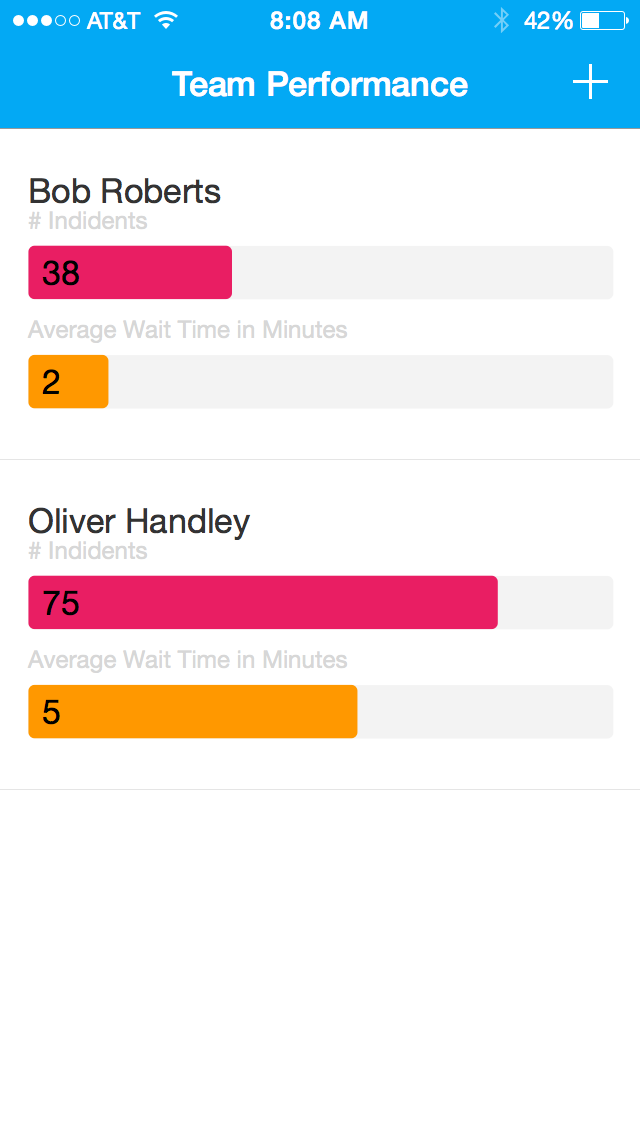 AT&T 8:08 AM 42%
Team Performance
Bob Roberts
# Indidents
38
Average Wait Time in Minutes
2
Oliver Handley
# Indidents
75
Average Wait Time in Minutes
5